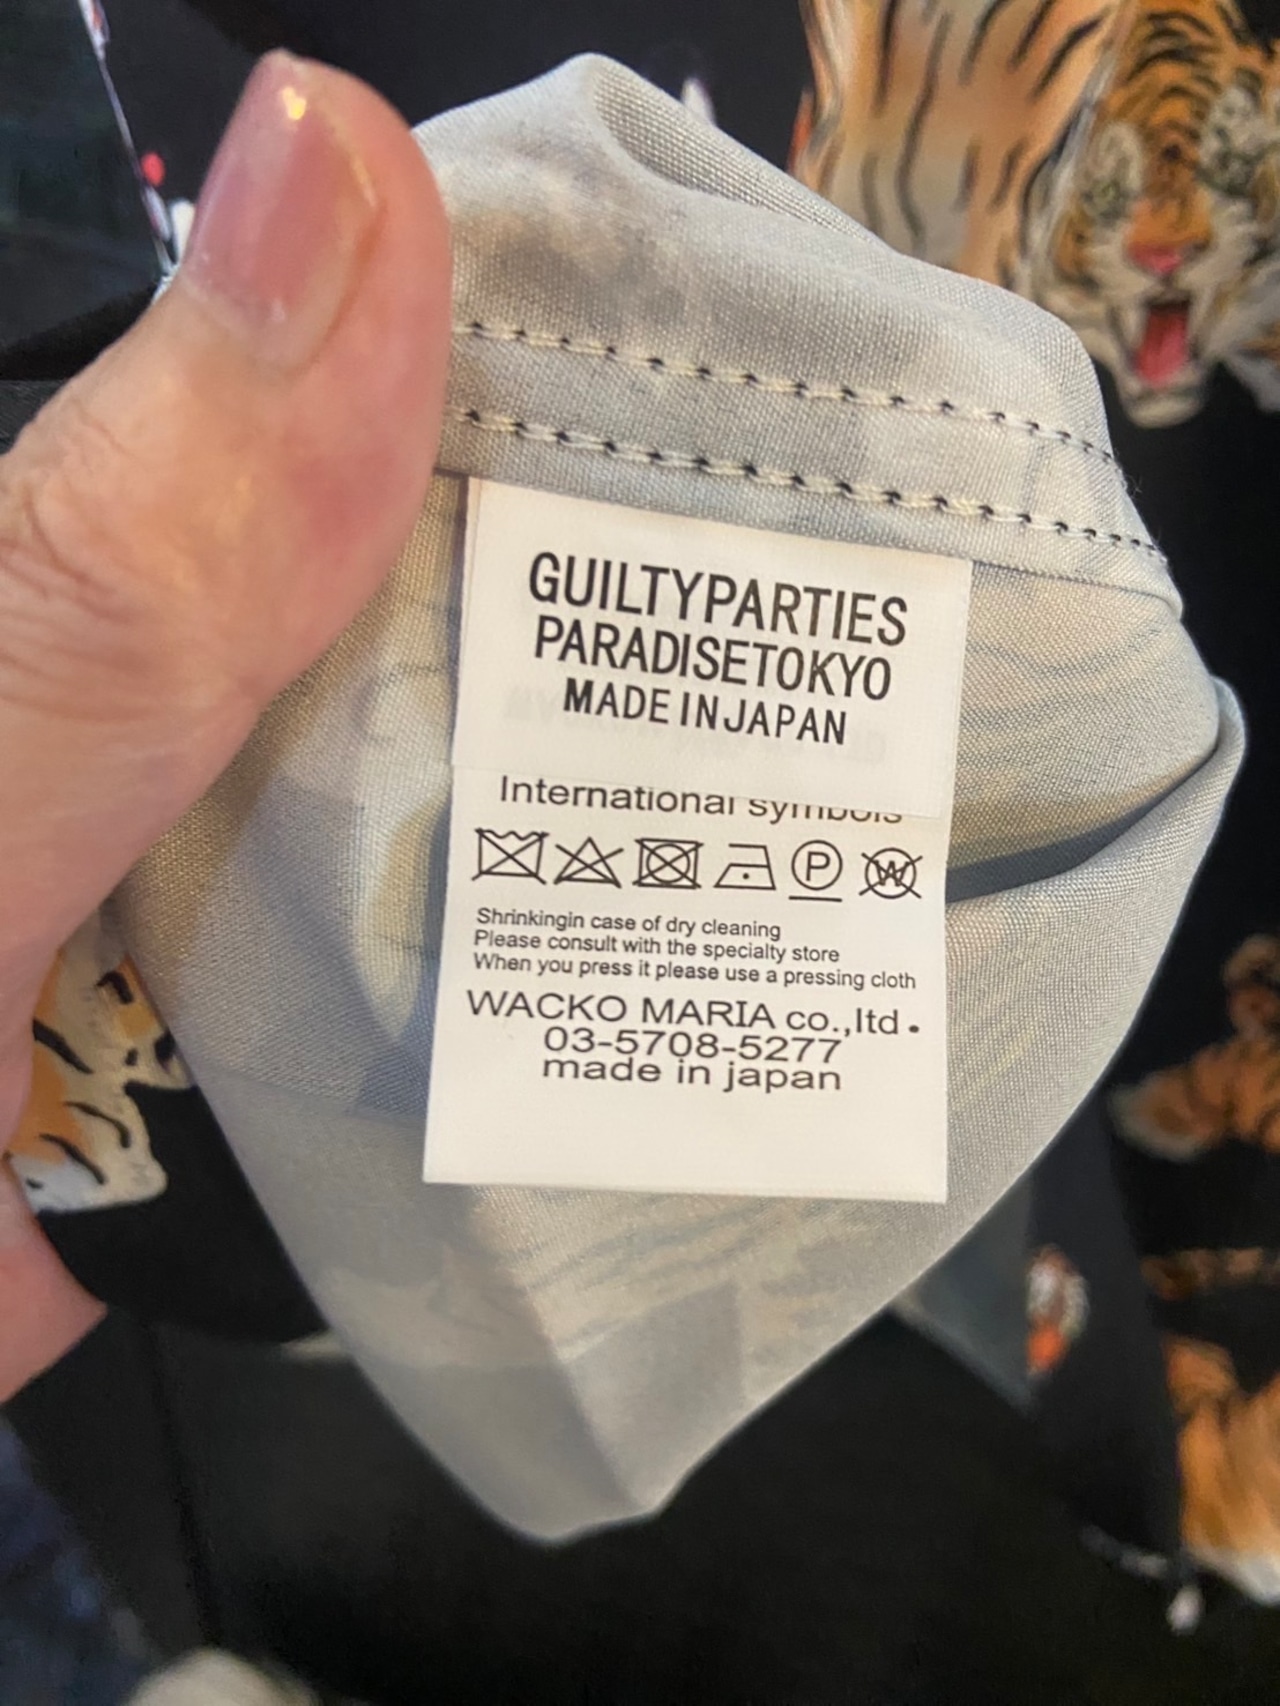 GUILTYPARTIES
PARADISETOKYO
MADE IN JAPAN
International symbols
P
W
Shrinkingin case of dry cleaning
Please consult with the specialty store
When you press it please use a pressing cloth
WACKO MARIA co.,ltd.
03-5708-5277
made in japan